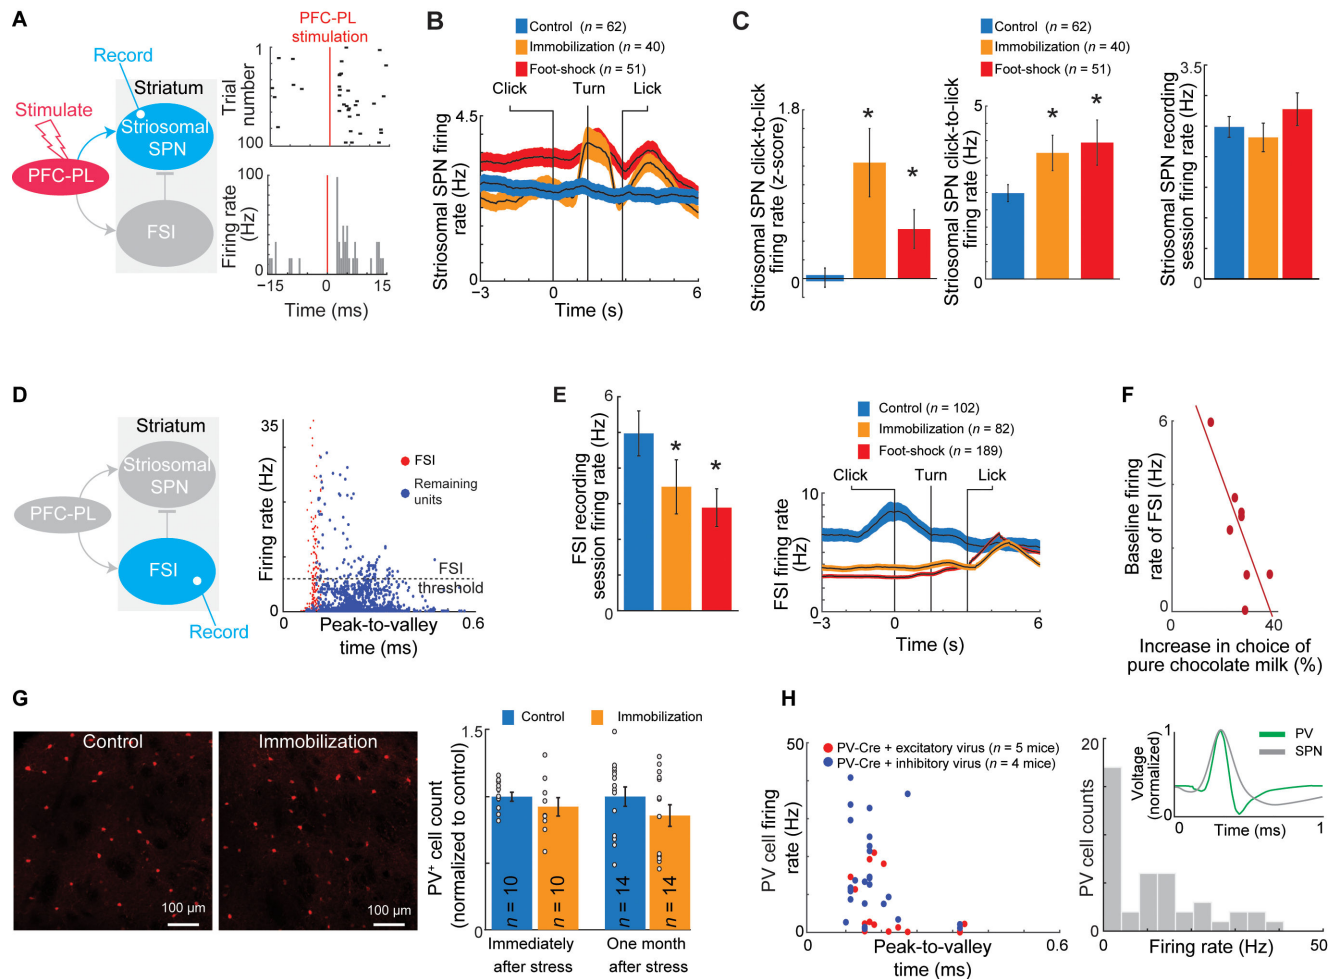 A
Record
Striatum
Stimulate
Striosomal
SPN
PFC-PL
FSI
PFC-PL
stimulation
Trial
number
1
100
Firing rate
(Hz)
100
0
−15
0
15
Time (ms)
B
Control (n = 62)
Immobilization (n = 40)
Foot-shock (n = 51)
Click
Turn
Lick
Striosomal SPN firing
rate (Hz)
4.5
0
−3
0
3
6
Time (s)
C
Control (n = 62)
Immobilization (n = 40)
Foot-shock (n = 51)
Striosomal SPN click-to-lick
firing rate (z-score)
1.8
0
*
*
Striosomal SPN click-to-lick
firing rate (Hz)
5
0
*
*
Striosomal SPN recording
session firing rate (Hz)
3.5
0
D
Striatum
Striosomal
SPN
PFC-PL
FSI
Record
Firing rate (Hz)
35
0
FSI
Remaining
units
FSI
threshold
0
Peak-to-valley
time (ms)
0.6
E
FSI recording
session firing rate (Hz)
6
0
*
*
Control (n = 102)
Immobilization (n = 82)
Foot-shock (n = 189)
Click
Turn
Lick
FSI firing rate
(Hz)
10
0
−3
0
3
6
Time (s)
F
Baseline firing
rate of FSI (Hz)
6
0
0
40
Increase in choice of
pure chocolate milk (%)
G
Control
100 µm
Immobilization
100 µm
Control
Immobilization
PV+ cell count
(normalized to control)
1.5
0
n = 10
n = 10
n = 14
n = 14
Immediately
after stress
One month
after stress
H
PV-Cre + excitatory virus (n = 5 mice)
PV-Cre + inhibitory virus (n = 4 mice)
PV cell firing
rate (Hz)
50
0
0
Peak-to-valley
time (ms)
0.6
PV cell counts
20
0
0
Firing rate (Hz)
50
Voltage
(normalized)
1
0
PV
SPN
0
Time (ms)
1